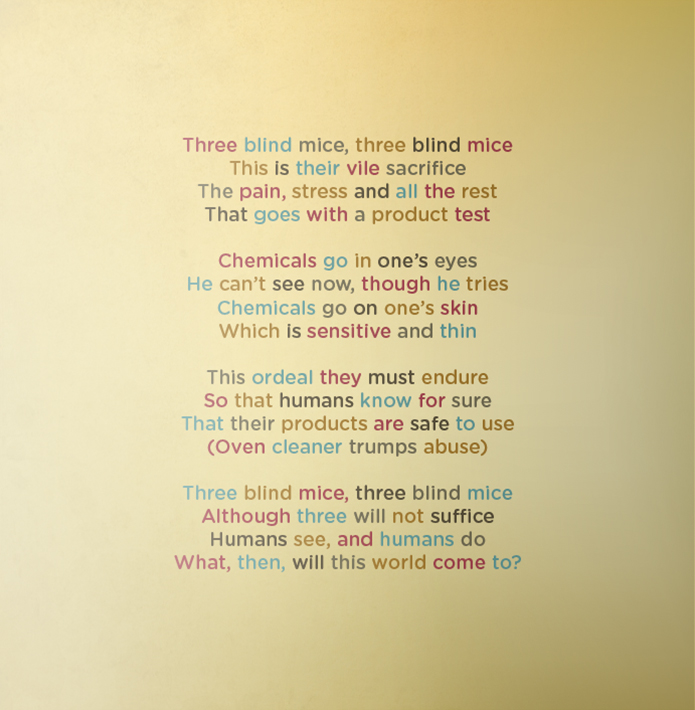 Three blind mice, three blind mice
This is their vile sacrifice
The pain, stress and all the rest
That goes with a product test
Chemicals go in one’s eyes
He can’t see now, though he tries
Chemicals go on one’s skin
Which is sensitive and thin
This ordeal they must endure
So that humans know for sure
That their products are safe to use
(Oven cleaner trumps abuse)
Three blind mice, three blind mice
Although three will not suffice
Humans see, and humans do
What, then, will this world come to?